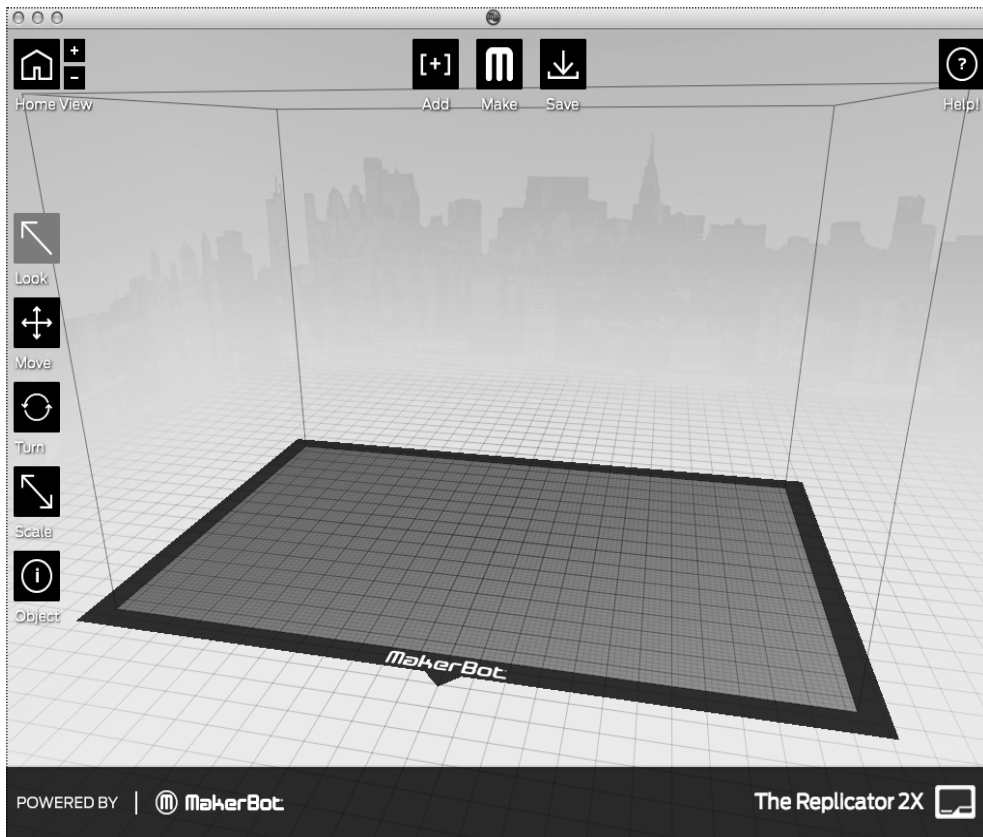 +
[+]
M
?
-
Home View
Add
Make
Save
Help!
Look
Move
Turn
Scale
i
Object
MakerBot
POWERED BY | M MakerBot
The Replicator 2X